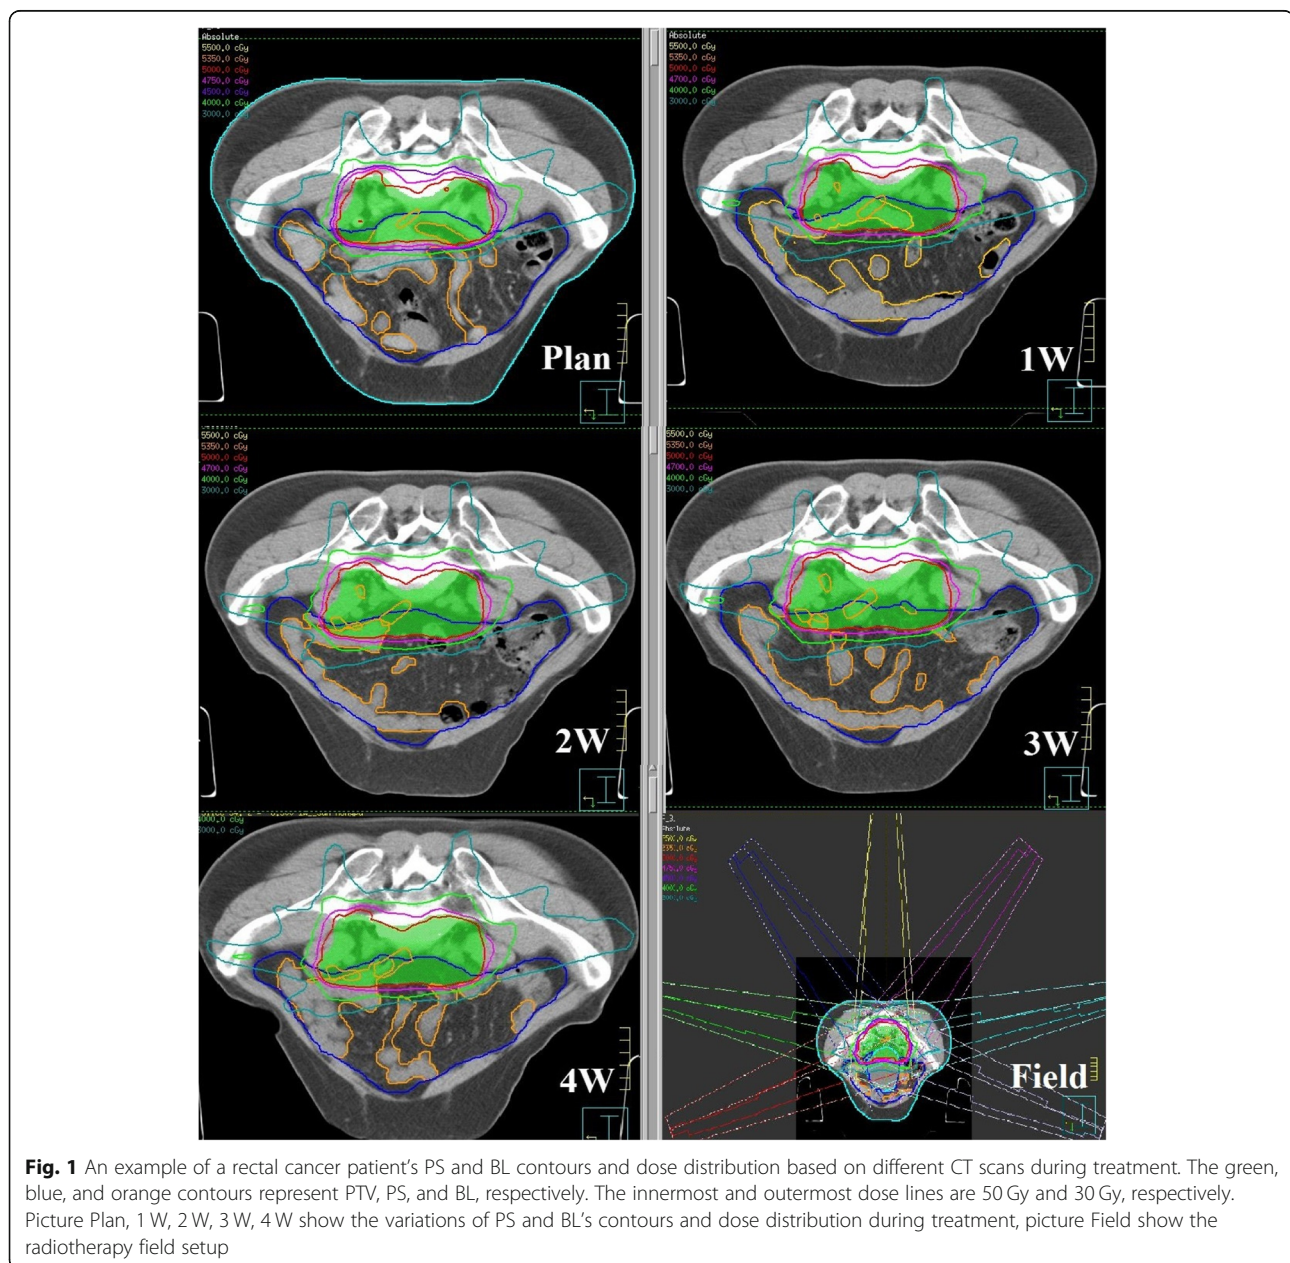 Absolute
5500.0 cGy
5350.0 cGy
5000.0 cGy
4750.0 cGy
4500.0 cGy
4000.0 cGy
3000.0 cGy
Plan
Absolute
5500.0 cGy
5350.0 cGy
5000.0 cGy
4700.0 cGy
4000.0 cGy
3000.0 cGy
1W
5500.0 cGy
5350.0 cGy
5000.0 cGy
4700.0 cGy
4000.0 cGy
3000.0 cGy
2W
5500.0 cGy
5350.0 cGy
5000.0 cGy
4700.0 cGy
4000.0 cGy
3000.0 cGy
3W
4000.0 cGy
3000.0 cGy
4W
Absolute
Field
Fig. 1 An example of a rectal cancer patient's PS and BL contours and dose distribution based on different CT scans during treatment. The green,
blue, and orange contours represent PTV, PS, and BL, respectively. The innermost and outermost dose lines are 50 Gy and 30 Gy, respectively.
Picture Plan, 1 W, 2 W, 3 W, 4 W show the variations of PS and BL's contours and dose distribution during treatment, picture Field show the
radiotherapy field setup